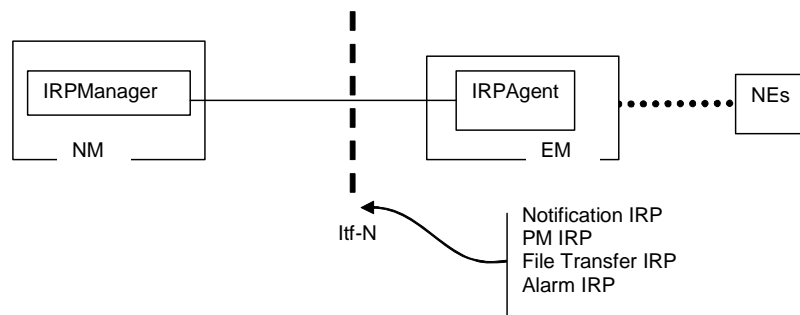 IRPManager
NM
IRPAgent
EM
NEs
Itf-N
Notification IRP
PM IRP
File Transfer IRP
Alarm IRP